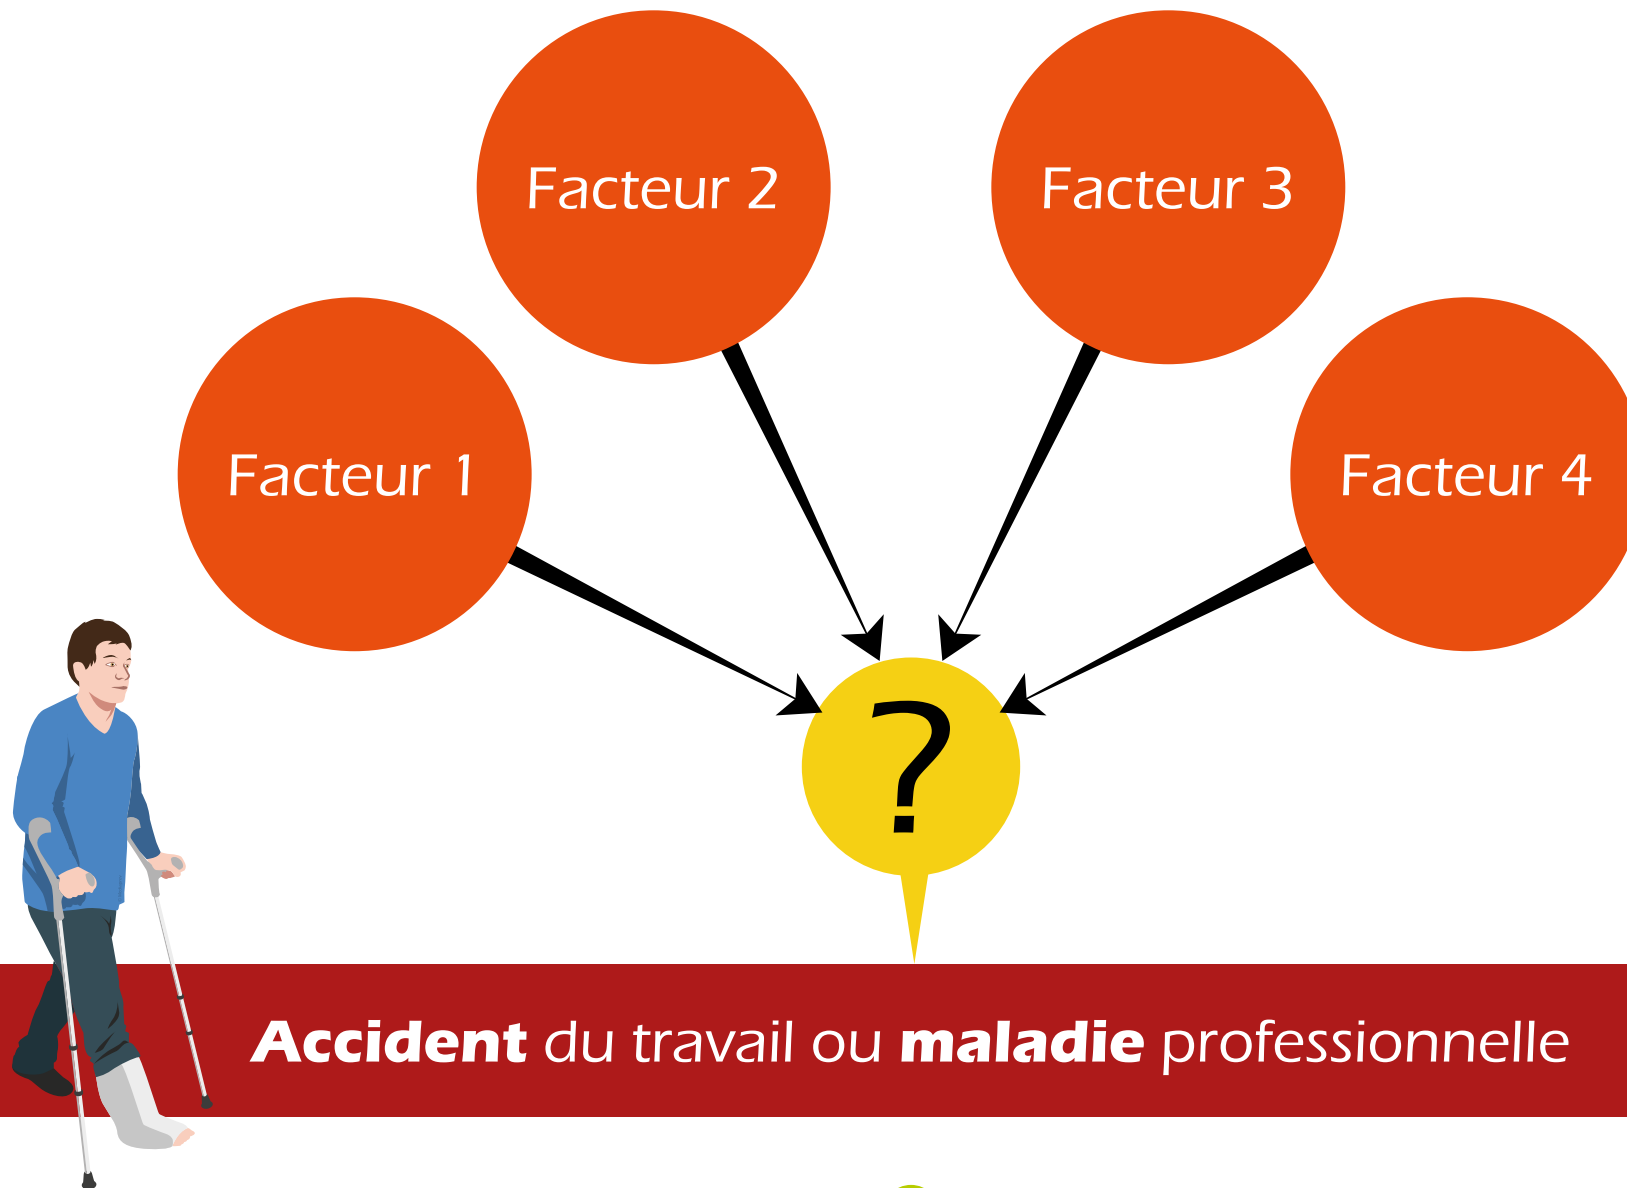 Facteur 2
Facteur 3
Facteur 1
Facteur 4
?
Accident du travail ou maladie professionnelle